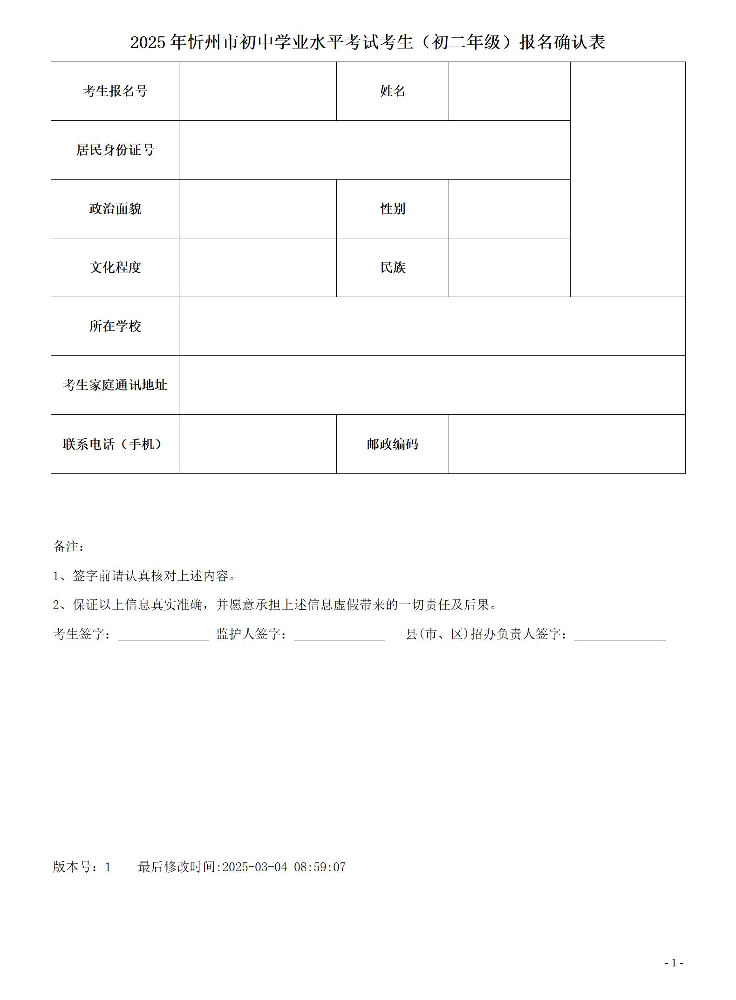 2025 年忻州市初中学业水平考试考生（初二年级）报名确认表
考生报名号 姓名
居民身份证号
政治面貌 性别
文化程度 民族
所在学校
考生家庭通讯地址
联系电话（手机） 邮政编码
备注：
1、签字前请认真核对上述内容。
2、保证以上信息真实准确，并愿意承担上述信息虚假带来的一切责任及后果。
考生签字：______________ 监护人签字：______________ 县(市、区)招办负责人签字：______________
版本号：1 最后修改时间:2025-03-04 08:59:07
- 1 -